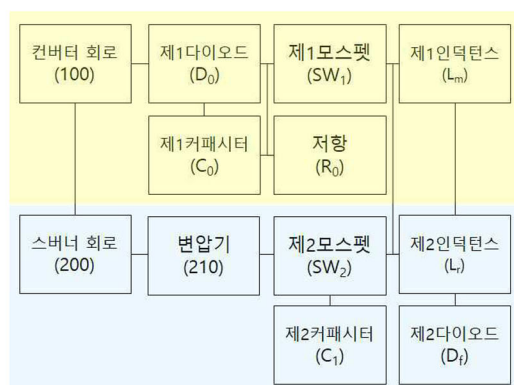 컨버터 회로
(100)
제1다이오드
(D₀)
제1모스펫
(SW₁)
제1인덕턴스
(Lₘ)
제1커패시터
(C₀)
저항
(R₀)
스버너 회로
(200)
변압기
(210)
제2모스펫
(SW₂)
제2인덕턴스
(Lᵣ)
제2커패시터
(C₁)
제2다이오드
(D_f)